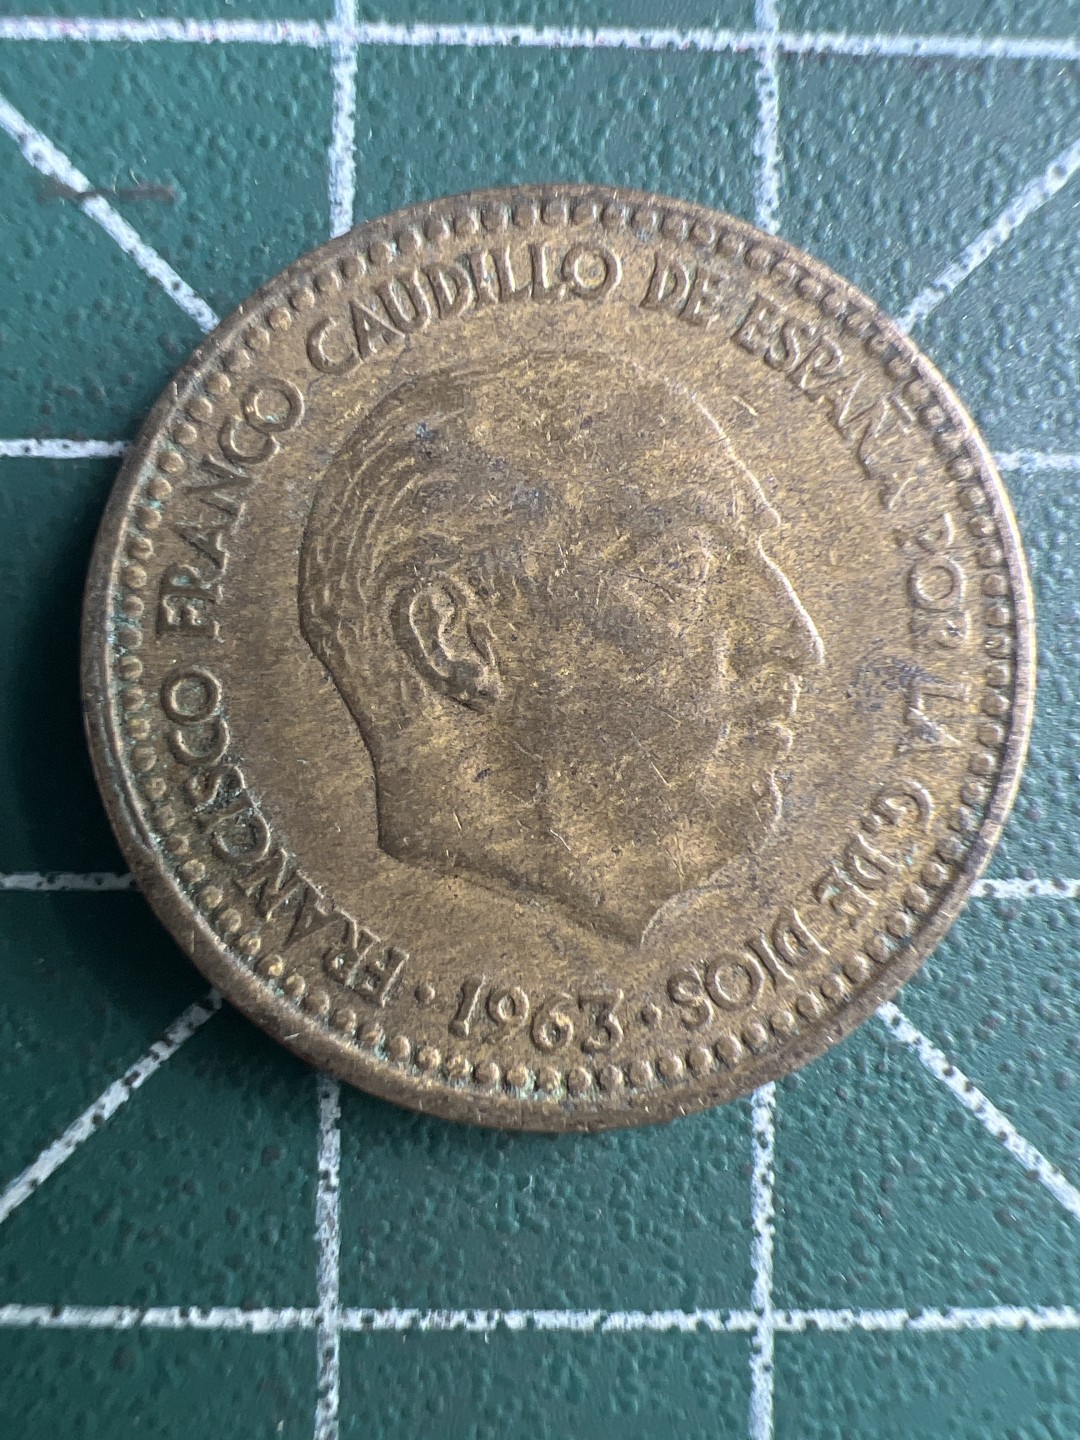 FRANCISCO FRANCO CAUDILLO DE ESPAÑA POR LA G. DE DIOS
· 1963 ·